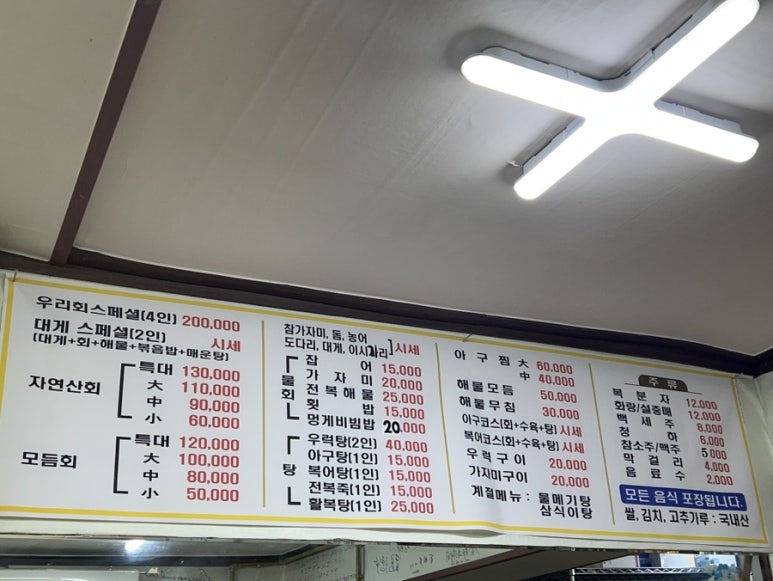 우리회스페셜(4인) 200,000
대게 스페셜(2인) 시세
(대게+회+해물+볶음밥+매운탕)
자연산회
특대 130,000
大 110,000
中 90,000
小 60,000
모듬회
특대 120,000
大 100,000
中 80,000
小 50,000
참가자미, 돔, 농어
도다리, 대게, 이시가리 시세
물회
잡어 15,000
가자미 20,000
전복해물 25,000
횟밥 15,000
멍게비빔밥 20,000
탕
우럭탕(2인) 40,000
아구탕(1인) 15,000
복어탕(1인) 15,000
전복죽(1인) 15,000
활복탕(1인) 25,000
아구찜 大 60,000
中 40,000
해물모듬 50,000
해물무침 30,000
아구코스(회+수육+탕) 시세
복어코스(회+수육+탕) 시세
우럭구이 20,000
가자미구이 20,000
계절메뉴 : 물메기탕
삼식이탕
주류
복분자 12,000
화랑/설중매 12,000
백세주 8,000
청하 6,000
참소주/맥주 5,000
막걸리 4,000
음료수 2,000
모든 음식 포장됩니다.
쌀, 김치, 고추가루 : 국내산